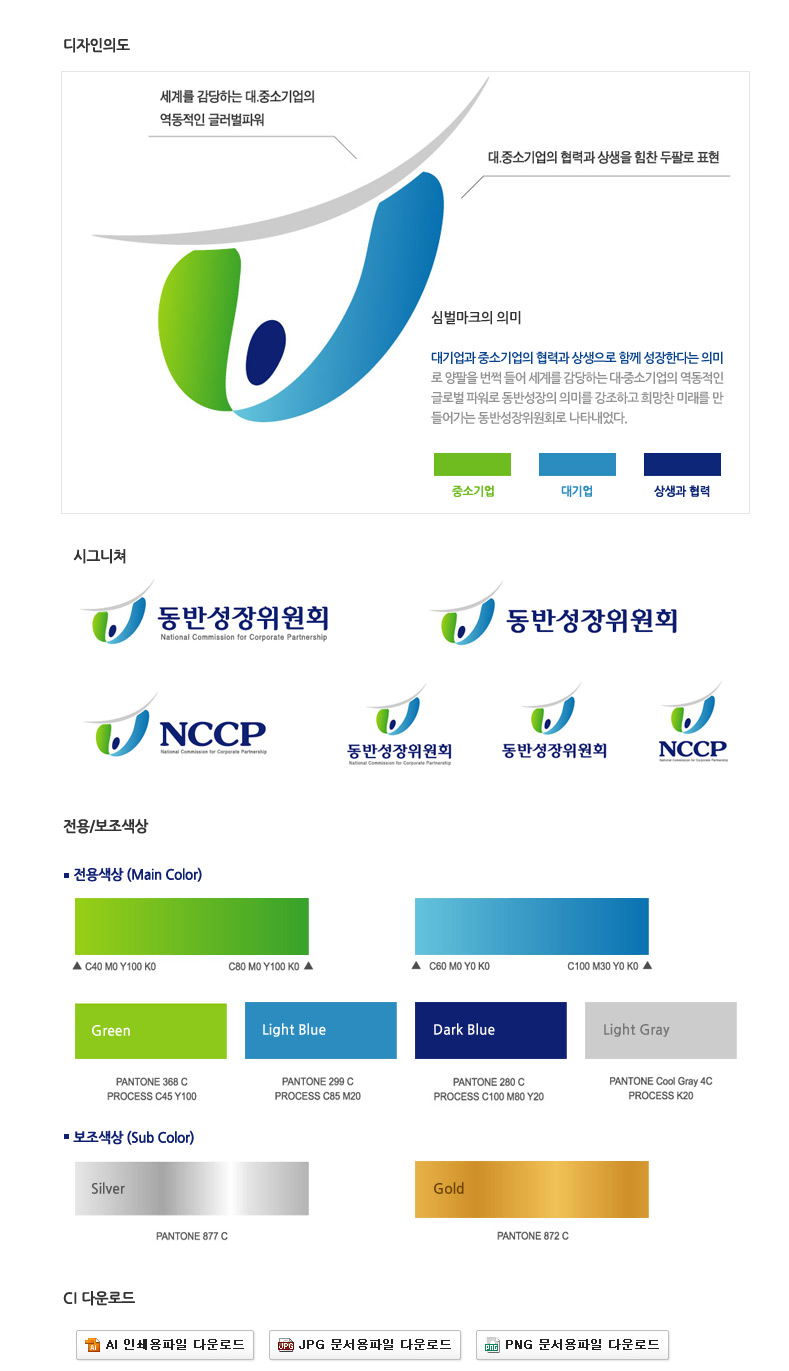 디자인의도
세계를 감당하는 대.중소기업의
역동적인 글러벌파워
대.중소기업의 협력과 상생을 힘찬 두팔로 표현
심벌마크의 의미
대기업과 중소기업의 협력과 상생으로 함께 성장한다는 의미
로 양팔을 번쩍 들어 세계를 감당하는 대·중소기업의 역동적인
글로벌 파워로 동반성장의 의미를 강조하고 희망찬 미래를 만
들어가는 동반성장위원회로 나타내었다.
중소기업 대기업 상생과 협력
시그니쳐
동반성장위원회 동반성장위원회
National Commission for Corporate Partnership
NCCP
National Commission for Corporate Partnership
동반성장위원회
National Commission for Corporate Partnership
동반성장위원회
NCCP
National Commission for Corporate Partnership
전용/보조색상
전용색상 (Main Color)
▲ C40 M0 Y100 K0 C80 M0 Y100 K0 ▲ ▲ C60 M0 Y0 K0 C100 M30 Y0 K0 ▲
Green Light Blue Dark Blue Light Gray
PANTONE 368 C PANTONE 299 C PANTONE 280 C PANTONE Cool Gray 4C
PROCESS C45 Y100 PROCESS C85 M20 PROCESS C100 M80 Y20 PROCESS K20
보조색상 (Sub Color)
Silver Gold
PANTONE 877 C PANTONE 872 C
CI 다운로드
Ai AI 인쇄용파일 다운로드 JPG JPG 문서용파일 다운로드 PNG PNG 문서용파일 다운로드